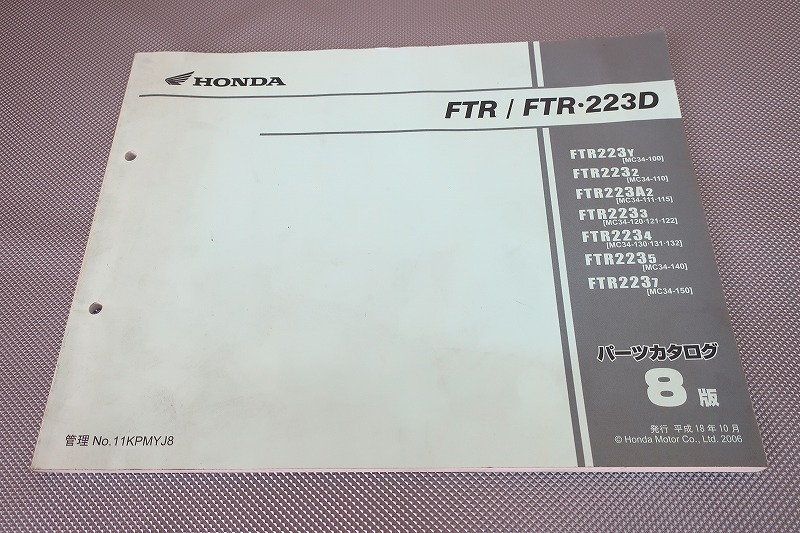 HONDA
FTR / FTR·223D
FTR223Y
[MC34-100]
FTR2232
[MC34-110]
FTR223A2
[MC34-111·115]
FTR2233
[MC34-120·121·122]
FTR2234
[MC34-130·131·132]
FTR2235
[MC34-140]
FTR2237
[MC34-150]
パーツカタログ
8版
発行 平成18年10月
© Honda Motor Co., Ltd. 2006
管理 No.11KPMYJ8